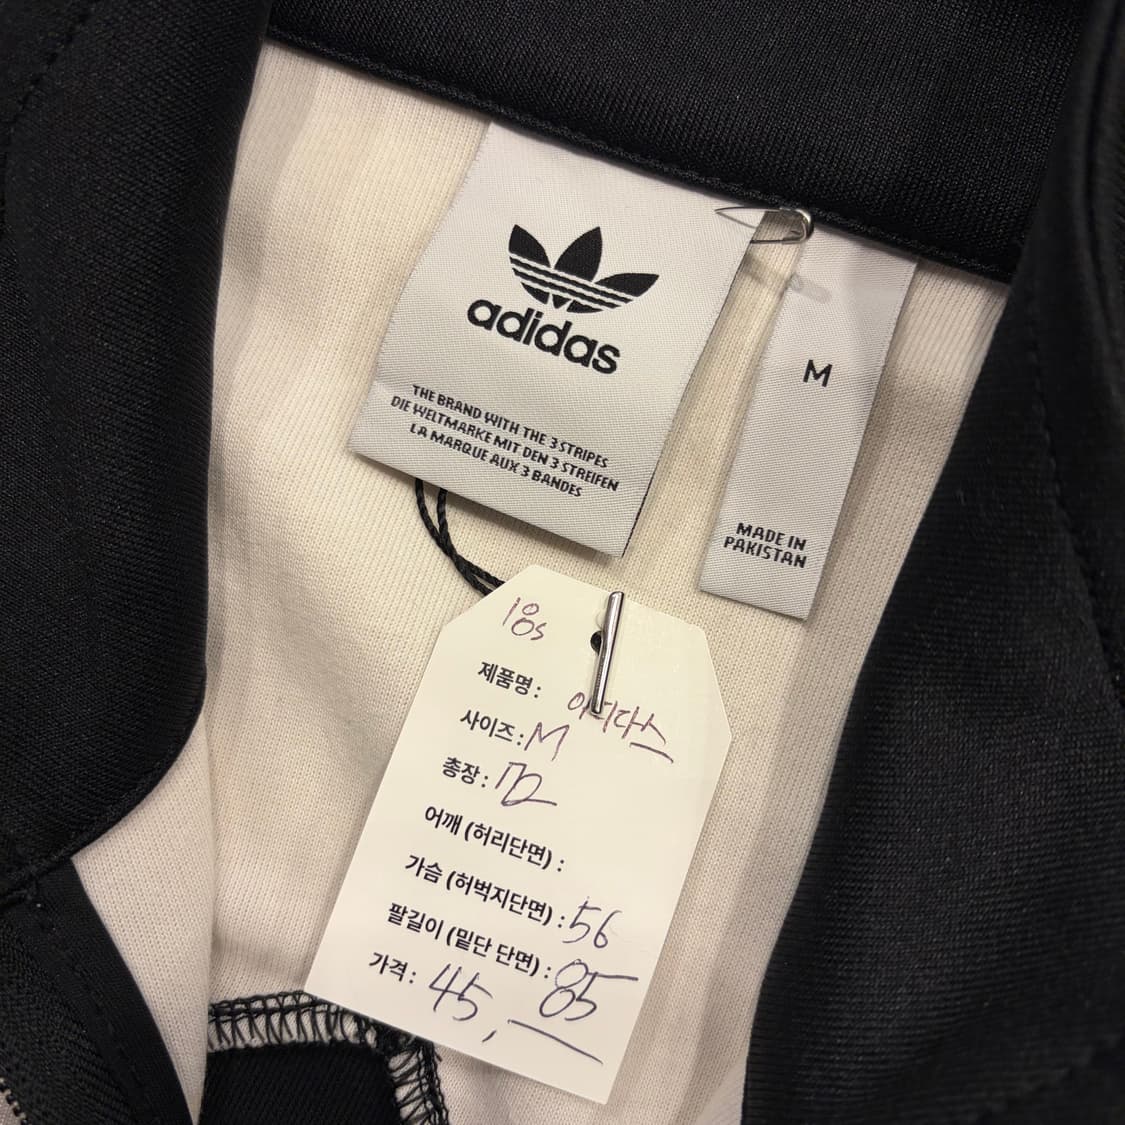 adidas
THE BRAND WITH THE 3 STRIPES
DIE WELTMARKE MIT DEN 3 STREIFEN
LA MARQUE AUX 3 BANDES
M
MADE IN
PAKISTAN
18s
제품명: 아디다스
사이즈: M
총장: 72
어깨 (허리단면) :
가슴 (허벅지단면) : 56
팔길이 (밑단 단면) : 85
가격: 45,